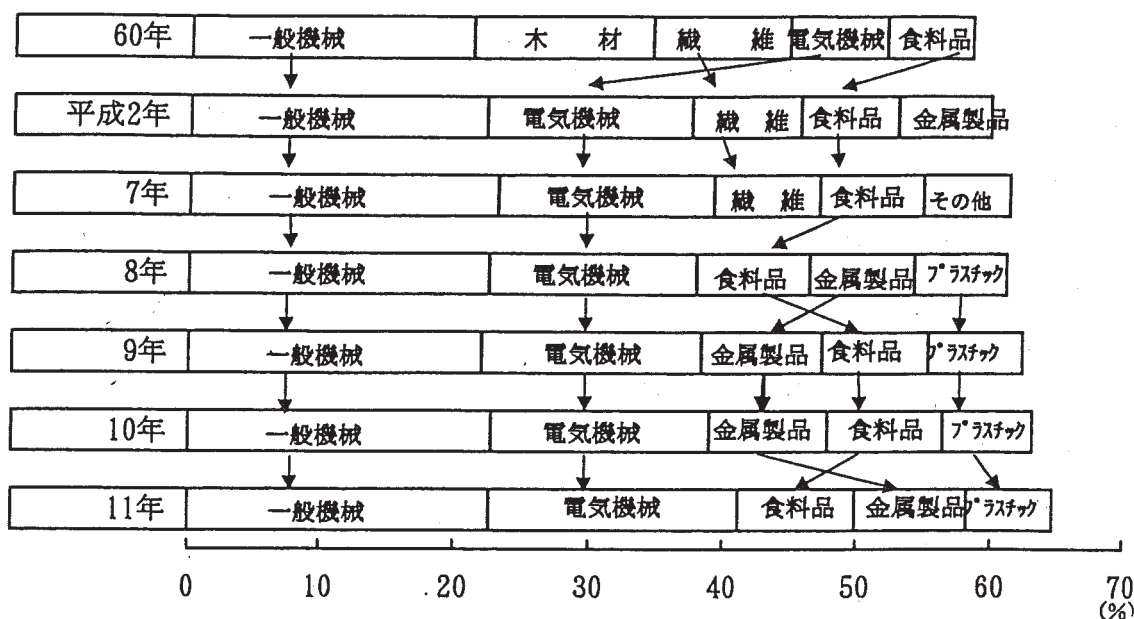 60年 一般機械 木材 繊維 電気機械 食料品
平成2年 一般機械 電気機械 繊維 食料品 金属製品
7年 一般機械 電気機械 繊維 食料品 その他
8年 一般機械 電気機械 食料品 金属製品 プラスチック
9年 一般機械 電気機械 金属製品 食料品 プラスチック
10年 一般機械 電気機械 金属製品 食料品 プラスチック
11年 一般機械 電気機械 食料品 金属製品 プラスチック
0 10 20 30 40 50 60 70
(%)